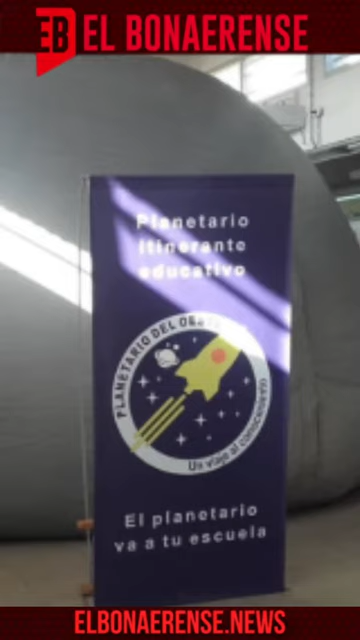 EB EL BONAERENSE
Planetario
itinerante
educativo
PLANETARIO DEL
Un viaje al conocimiento
El planetario
va a tu escuela
ELBONAERENSE.NEWS